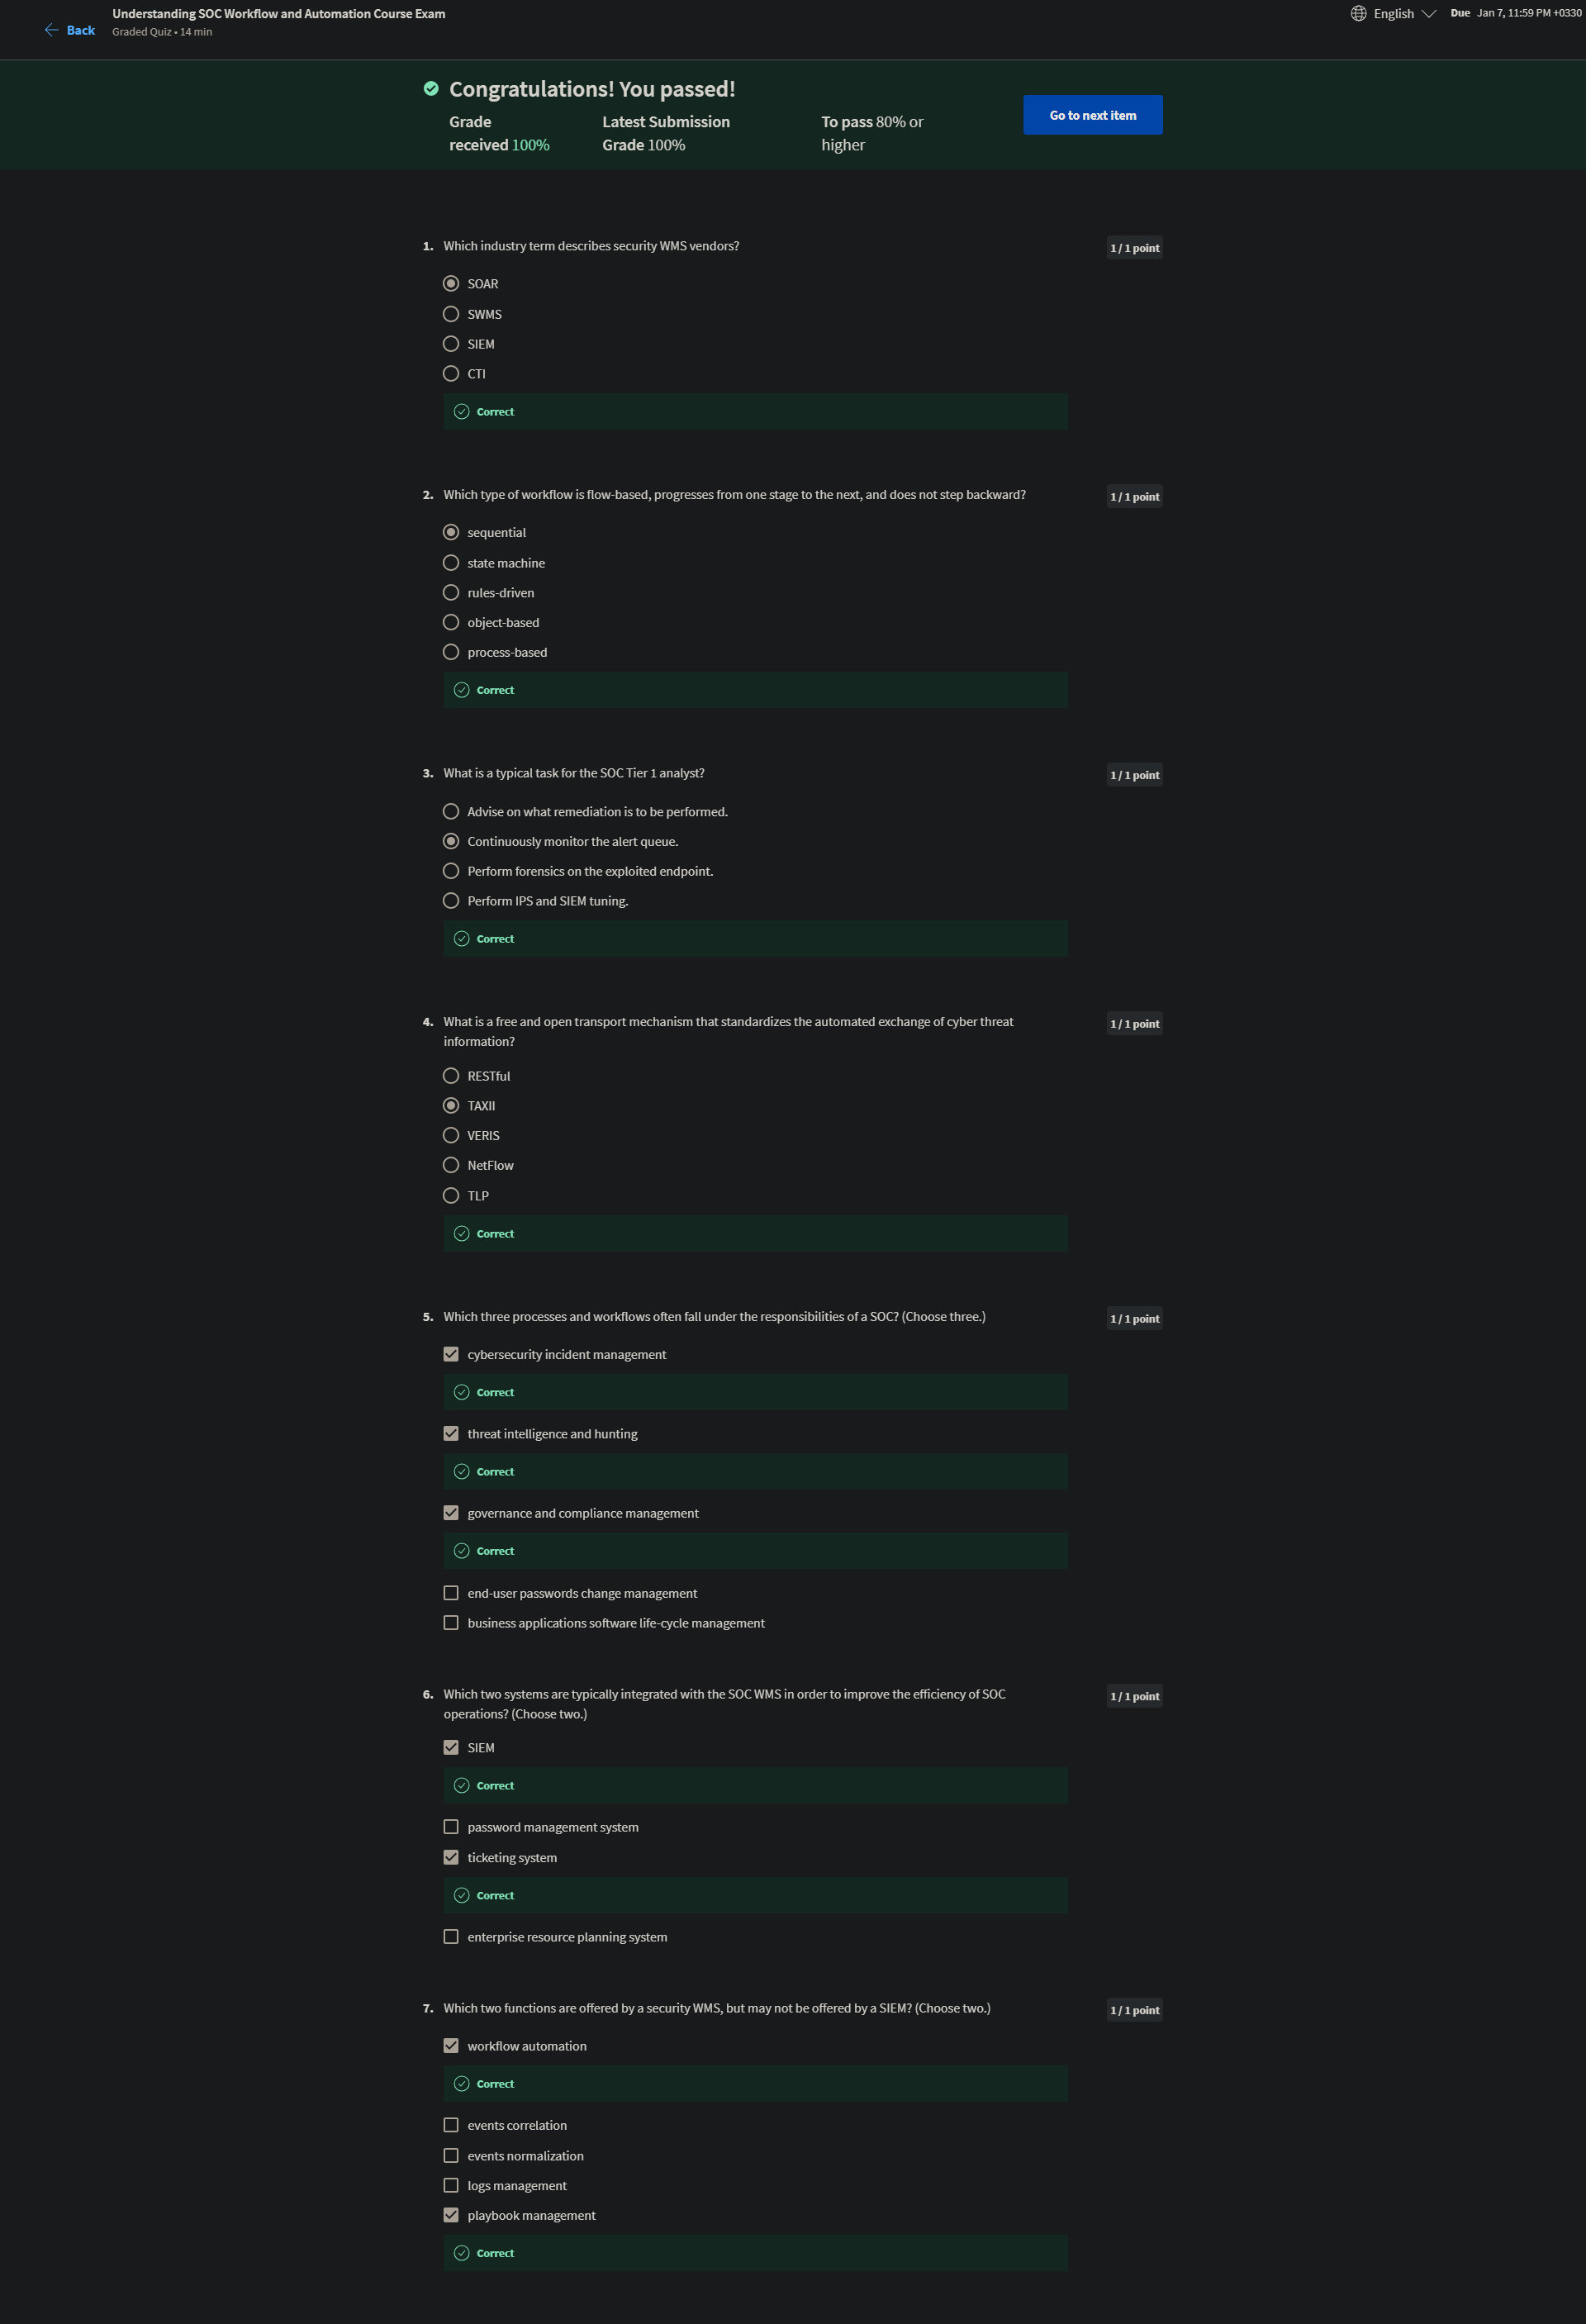 Back
Understanding SOC Workflow and Automation Course Exam
Graded Quiz • 14 min
English
Due Jan 7, 11:59 PM +0330
Congratulations! You passed!
Grade
received 100%
Latest Submission
Grade 100%
To pass 80% or
higher
Go to next item
1. Which industry term describes security WMS vendors?
1 / 1 point
SOAR
SWMS
SIEM
CTI
Correct
2. Which type of workflow is flow-based, progresses from one stage to the next, and does not step backward?
1 / 1 point
sequential
state machine
rules-driven
object-based
process-based
Correct
3. What is a typical task for the SOC Tier 1 analyst?
1 / 1 point
Advise on what remediation is to be performed.
Continuously monitor the alert queue.
Perform forensics on the exploited endpoint.
Perform IPS and SIEM tuning.
Correct
4. What is a free and open transport mechanism that standardizes the automated exchange of cyber threat
information?
1 / 1 point
RESTful
TAXII
VERIS
NetFlow
TLP
Correct
5. Which three processes and workflows often fall under the responsibilities of a SOC? (Choose three.)
1 / 1 point
cybersecurity incident management
Correct
threat intelligence and hunting
Correct
governance and compliance management
Correct
end-user passwords change management
business applications software life-cycle management
6. Which two systems are typically integrated with the SOC WMS in order to improve the efficiency of SOC
operations? (Choose two.)
1 / 1 point
SIEM
Correct
password management system
ticketing system
Correct
enterprise resource planning system
7. Which two functions are offered by a security WMS, but may not be offered by a SIEM? (Choose two.)
1 / 1 point
workflow automation
Correct
events correlation
events normalization
logs management
playbook management
Correct